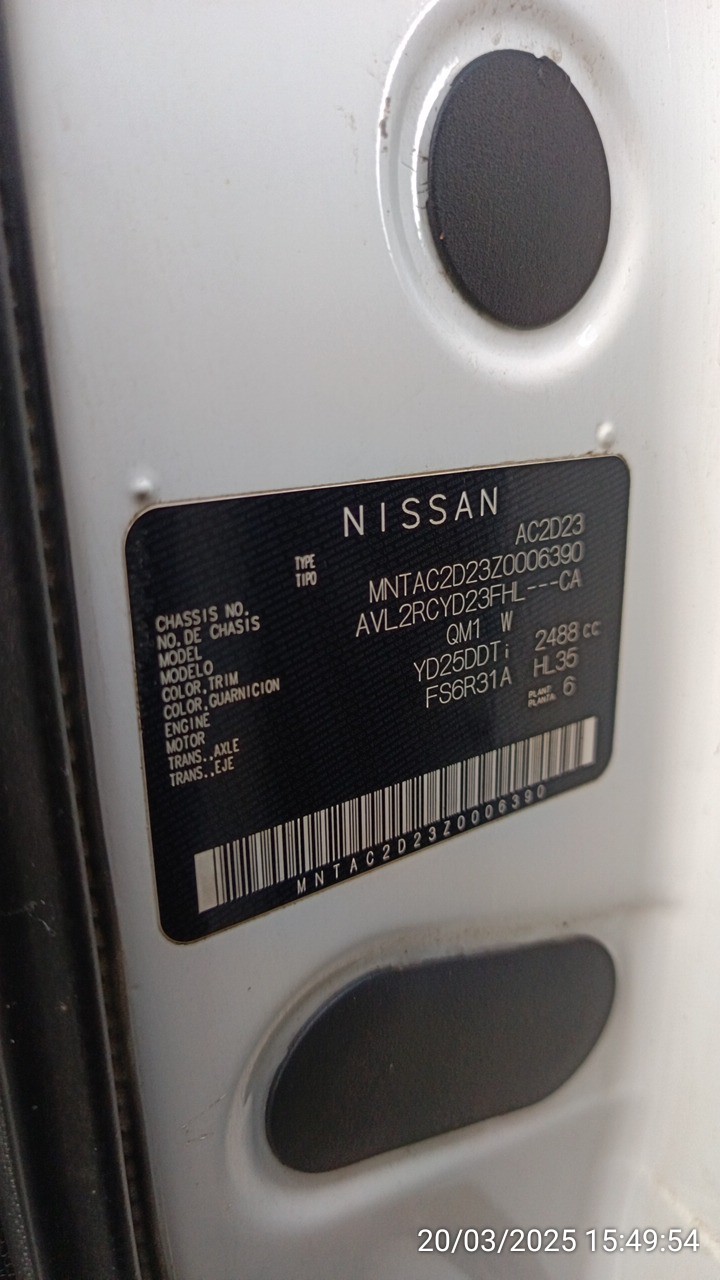 NISSAN
TYPE AC2D23
TIPO
CHASSIS NO. MNTAC2D23Z0006390
NO.DE CHASIS
MODEL AVL2RCYD23FHL---CA
MODELO
COLOR,TRIM QM1 W
COLOR,GUARNICION
ENGINE YD25DDTi 2488 CC
MOTOR
TRANS.,AXLE FS6R31A HL35
TRANS.,EJE
PLANT 6
PLANTA
MNTAC2D23Z0006390
20/03/2025 15:49:54